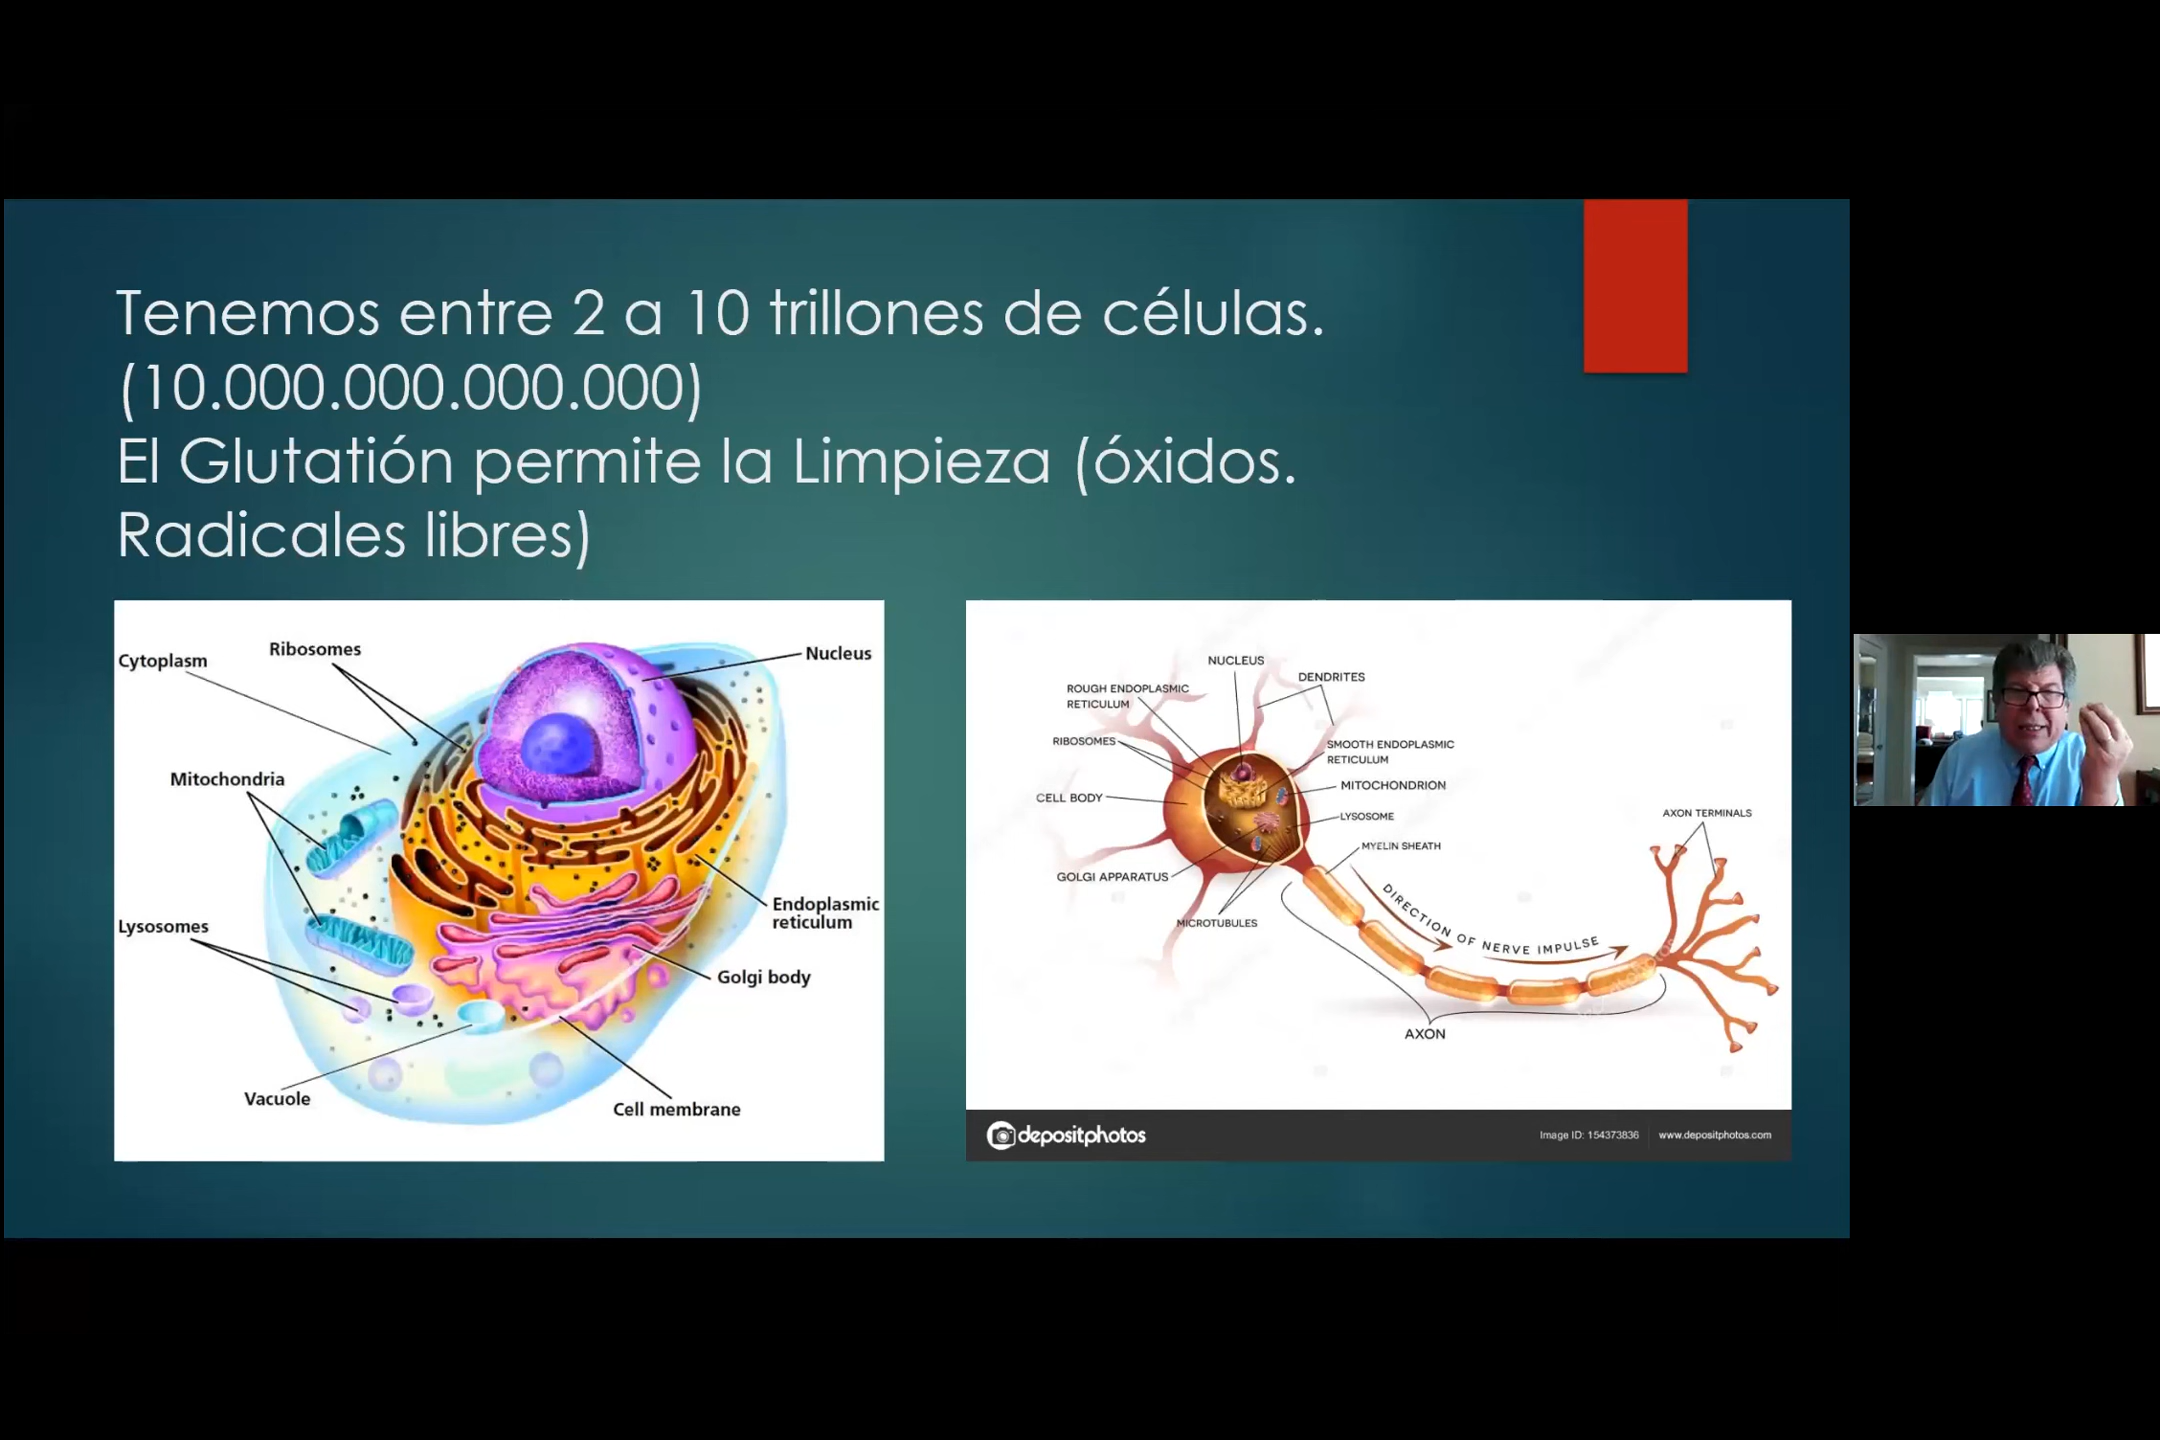 Tenemos entre 2 a 10 trillones de células.
(10.000.000.000.000)
El Glutatión permite la Limpieza (óxidos.
Radicales libres)
Cytoplasm
Ribosomes
Nucleus
Mitochondria
Lysosomes
Endoplasmic
reticulum
Golgi body
Vacuole
Cell membrane
NUCLEUS
DENDRITES
ROUGH ENDOPLASMIC
RETICULUM
RIBOSOMES
SMOOTH ENDOPLASMIC
RETICULUM
CELL BODY
MITOCHONDRION
LYSOSOME
MYELIN SHEATH
GOLGI APPARATUS
MICROTUBULES
DIRECTION OF NERVE IMPULSE
AXON TERMINALS
AXON
depositphotos
Image ID: 154373836
www.depositphotos.com